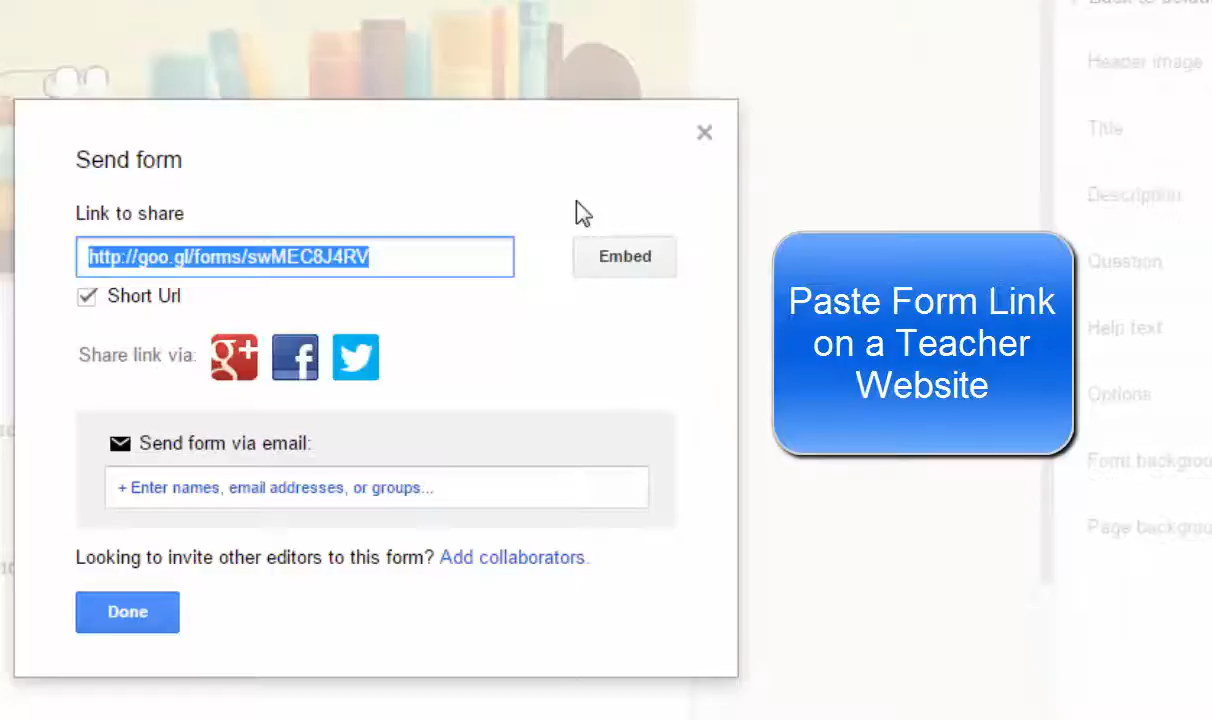 Header image
Title
Description
Question
Help text
Options
Send form
Link to share
http://goo.gl/forms/swMEC8J4RV
Embed
Short Url
Share link via:
Send form via email:
+ Enter names, email addresses, or groups...
Looking to invite other editors to this form? Add collaborators.
Done
Paste Form Link
on a Teacher
Website